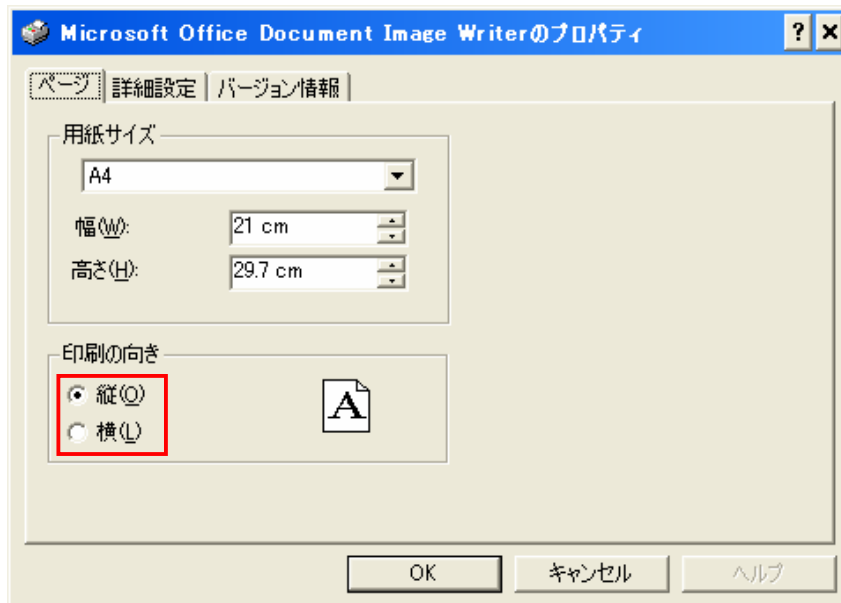 Microsoft Office Document Image Writerのプロパティ
ページ 詳細設定 バージョン情報
用紙サイズ
A4
幅(W): 21 cm
高さ(H): 29.7 cm
印刷の向き
縦(O)
A
横(L)
OK キャンセル ヘルプ